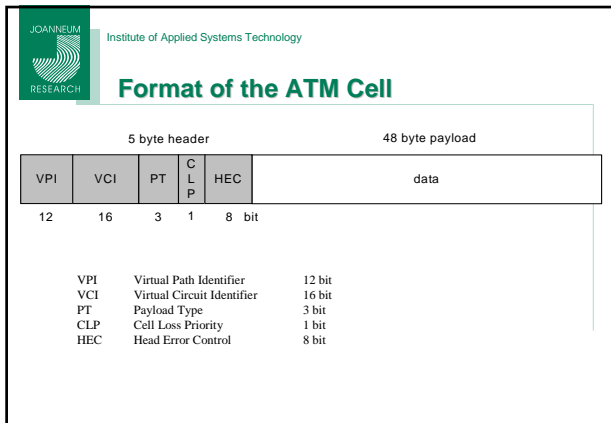 JOANNEUM
RESEARCH
Institute of Applied Systems Technology
Format of the ATM Cell
5 byte header 48 byte payload
VPI VCI PT CLP HEC data
12 16 3 1 8 bit
VPI Virtual Path Identifier 12 bit
VCI Virtual Circuit Identifier 16 bit
PT Payload Type 3 bit
CLP Cell Loss Priority 1 bit
HEC Head Error Control 8 bit